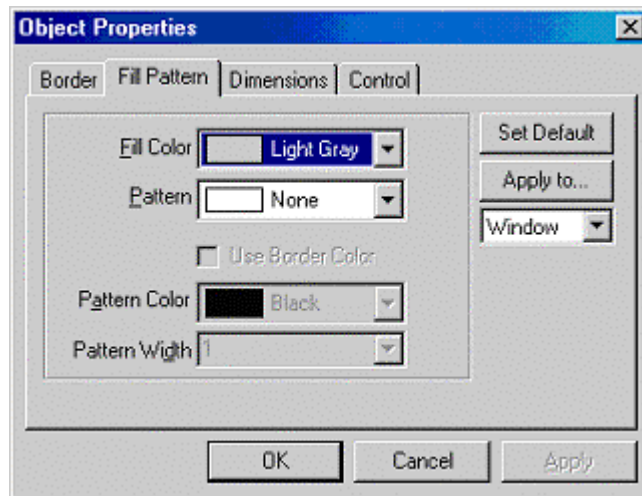 Object Properties
Border Fill Pattern Dimensions Control
Fill Color Light Gray
Set Default
Pattern None
Apply to...
Window
Use Border Color
Pattern Color Black
Pattern Width 1
OK Cancel Apply